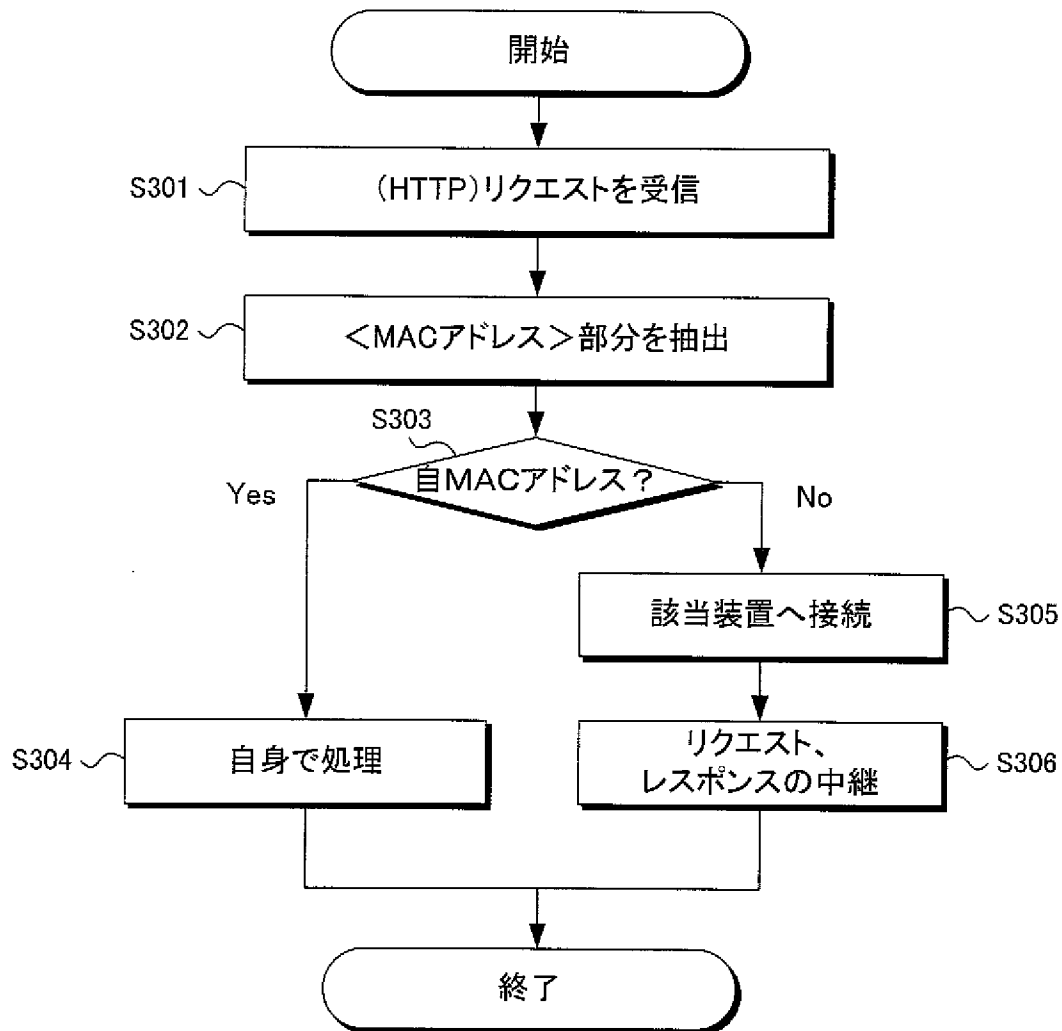 開始
S301
(HTTP)リクエストを受信
S302
<MACアドレス>部分を抽出
S303
自MACアドレス?
Yes
No
該当装置へ接続
S305
S304
自身で処理
リクエスト、
レスポンスの中継
S306
終了